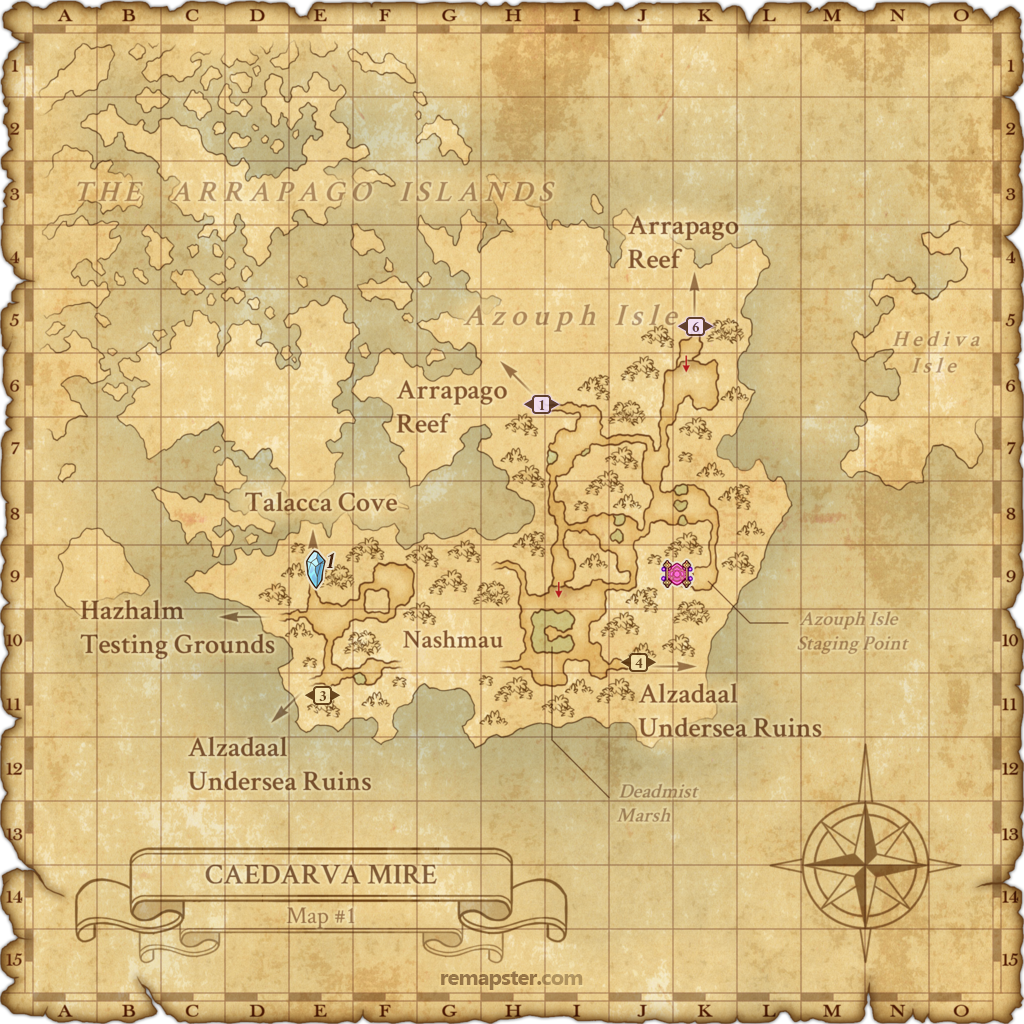 A B C D E F G H I J K L M N O
1 1
2 2
3 3
THE ARRAPAGO ISLANDS
Arrapago
Reef
4 4
5 5
Azouph Isle
6
Hediva
Isle
6 6
Arrapago
Reef
1
7 7
Talacca Cove
8 8
1
9 9
Hazhalm
Testing Grounds
Nashmau
Azouph Isle
Staging Point
10 10
4
3
Alzadaal
Undersea Ruins
11 11
Alzadaal
Undersea Ruins
12 12
Deadmist
Marsh
13 13
CAEDARVA MIRE
Map #1
14 14
15 15
remapster.com
A B C D E F G H I J K L M N O